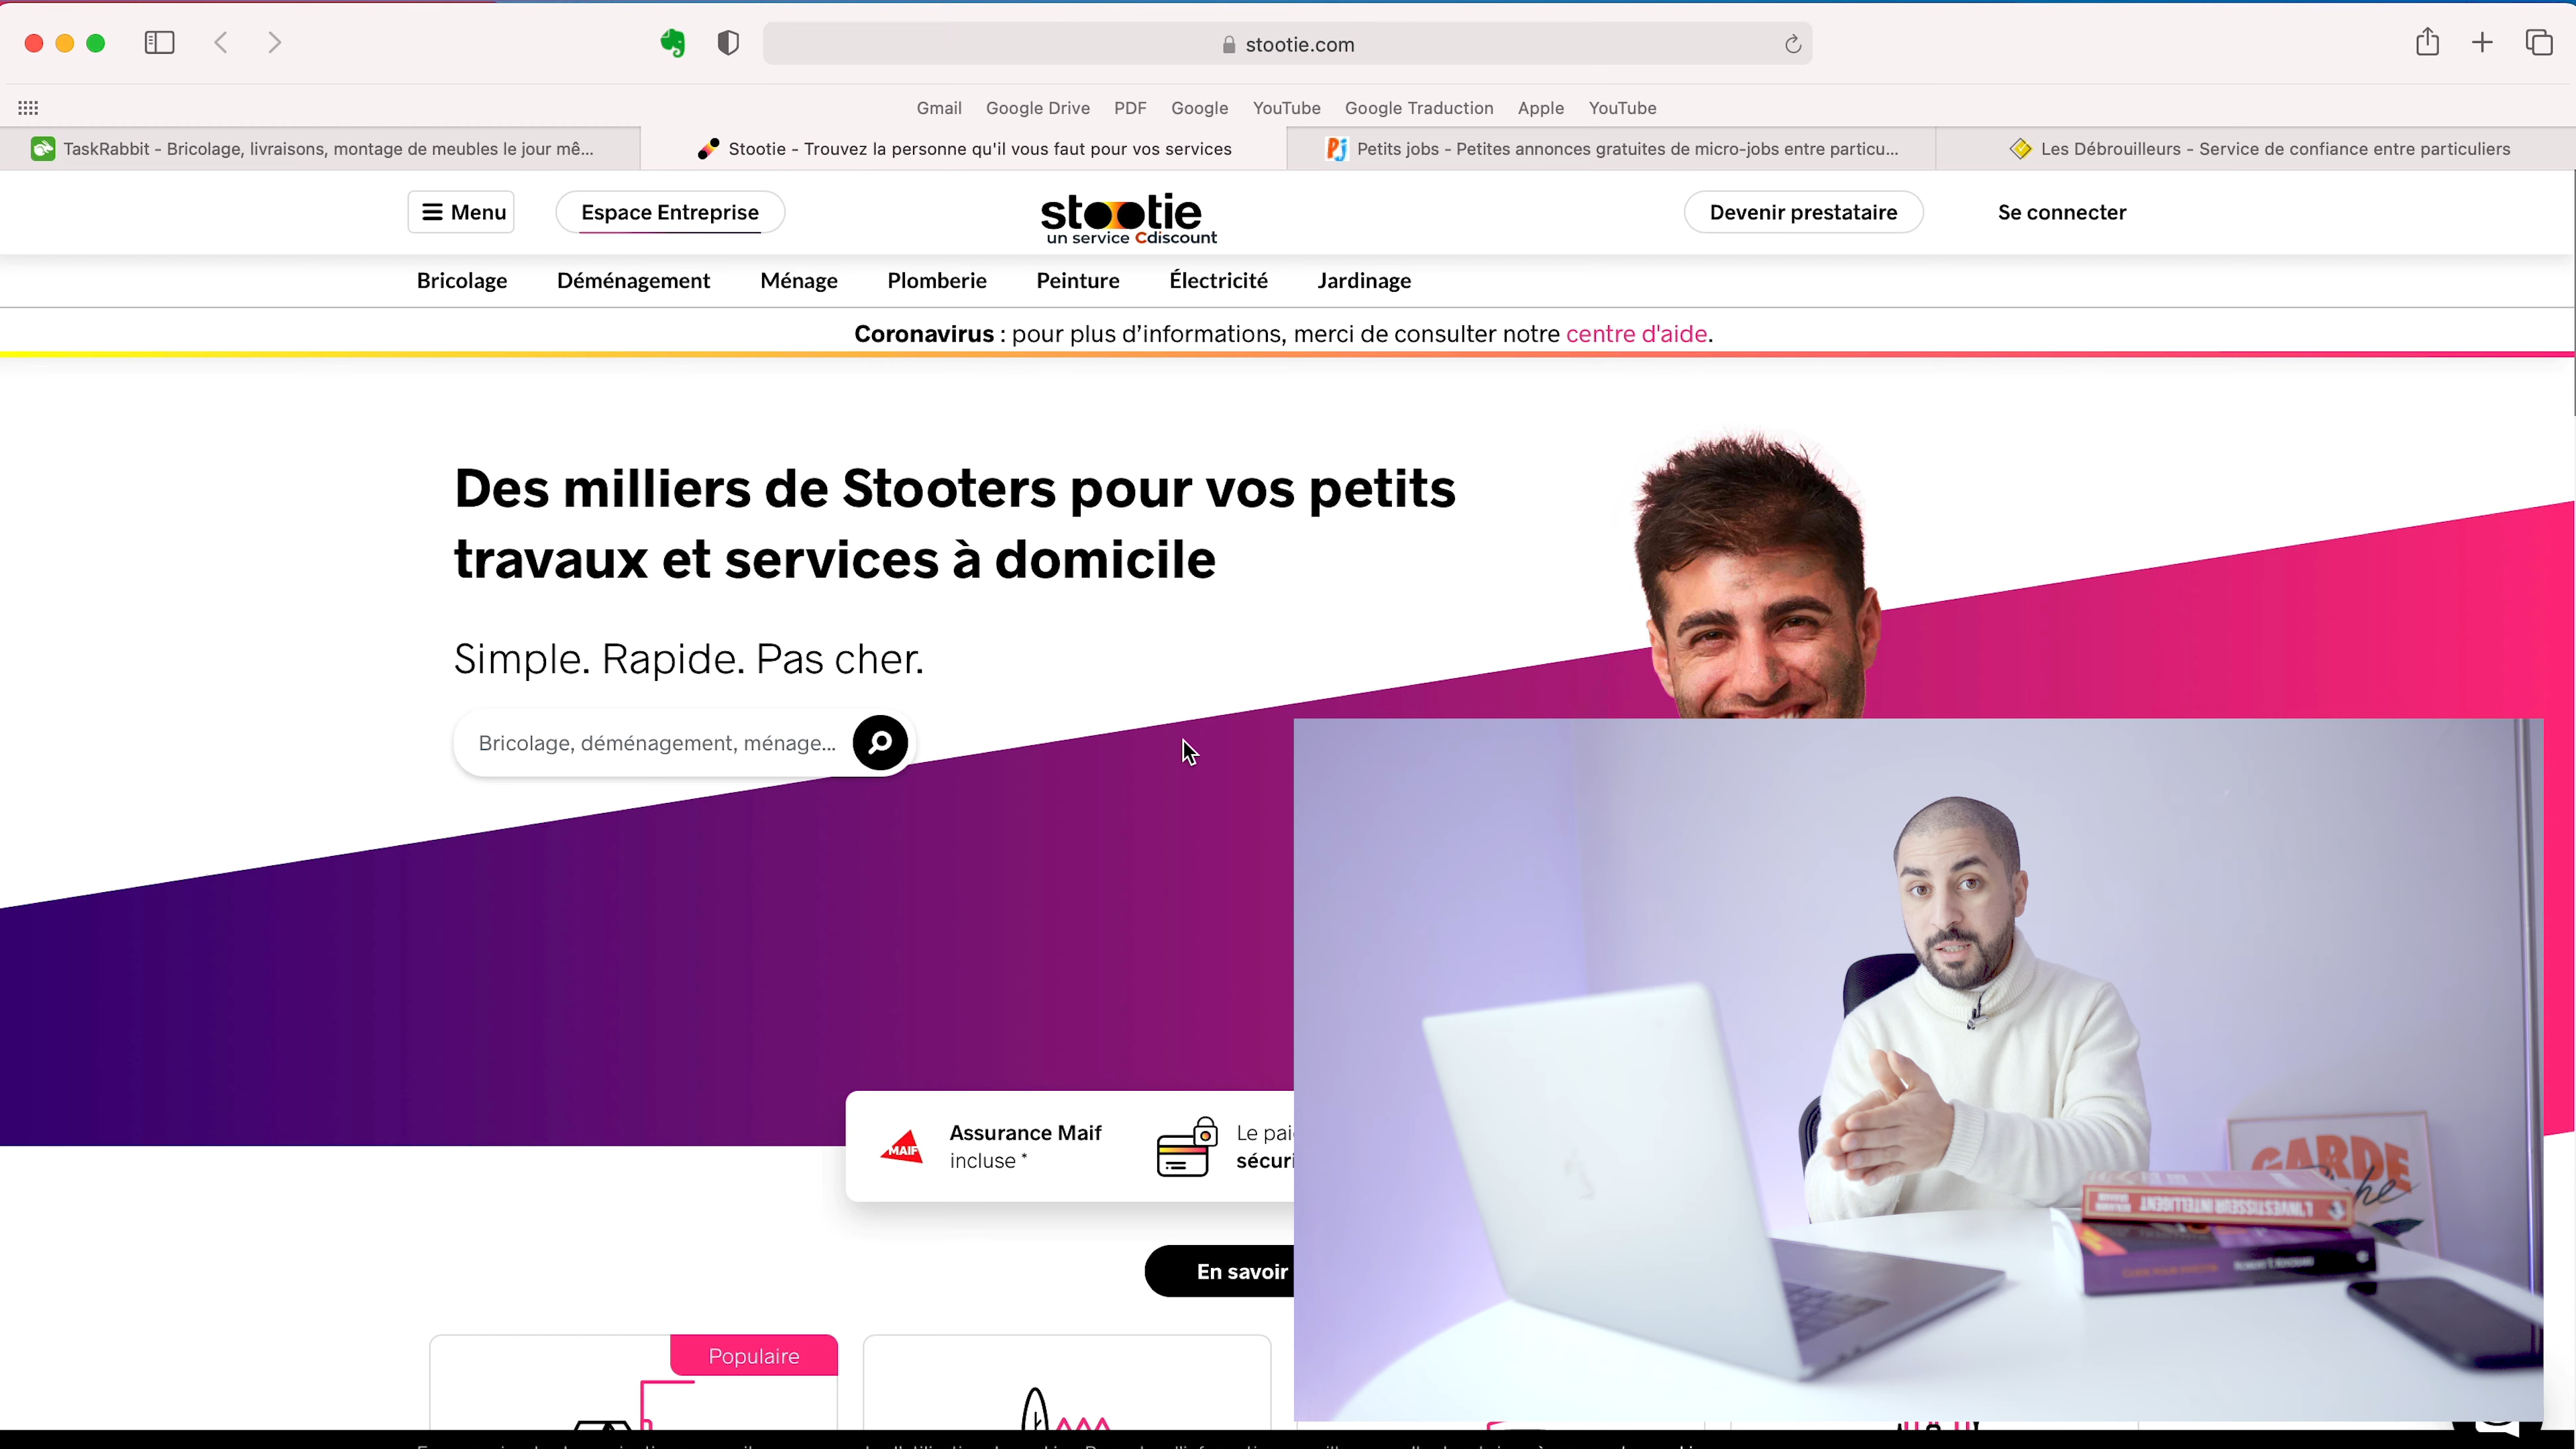 stootie.com
Gmail Google Drive PDF Google YouTube Google Traduction Apple YouTube
TaskRabbit - Bricolage, livraisons, montage de meubles le jour mê...
Stootie - Trouvez la personne qu'il vous faut pour vos services
Petits jobs - Petites annonces gratuites de micro-jobs entre particu...
Les Débrouilleurs - Service de confiance entre particuliers
Menu
Espace Entreprise
stootie
un service Cdiscount
Devenir prestataire
Se connecter
Bricolage Déménagement Ménage Plomberie Peinture Électricité Jardinage
Coronavirus : pour plus d’informations, merci de consulter notre centre d'aide.
Des milliers de Stooters pour vos petits
travaux et services à domicile
Simple. Rapide. Pas cher.
Bricolage, déménagement, ménage...
MAIF
Assurance Maif
incluse *
Le pai
sécuri
En savoir
Populaire
GARDE
L'INVESTISSEUR INTELLIGENT